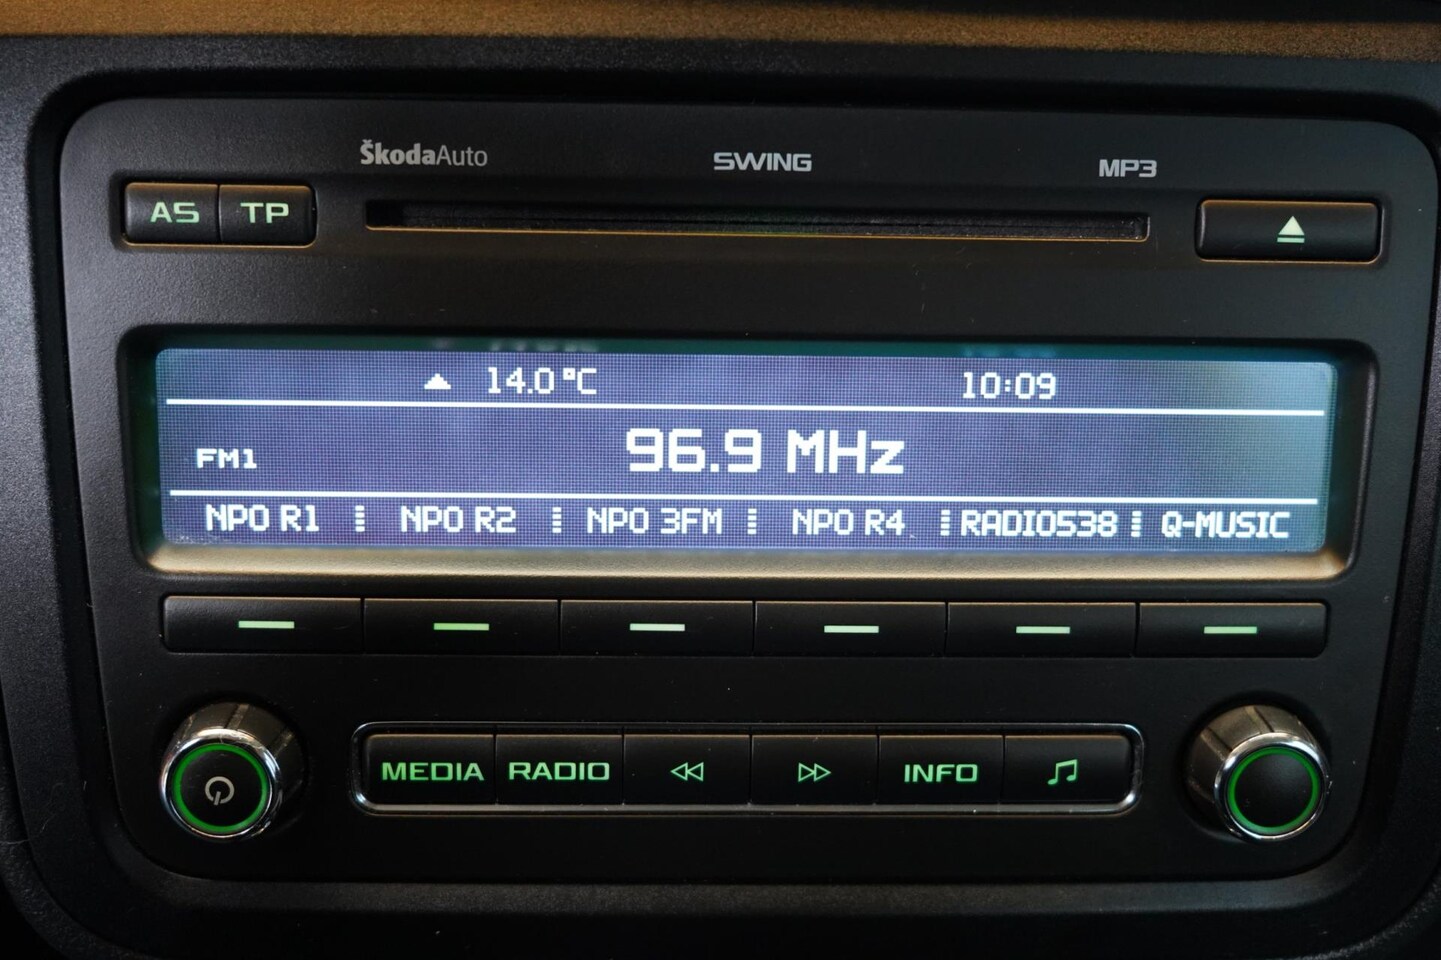 ŠkodaAuto SWING MP3
AS TP
14.0 °C 10:09
FM1 96.9 MHz
NPO R1 NPO R2 NPO 3FM NPO R4 RADIO538 Q-MUSIC
MEDIA RADIO INFO